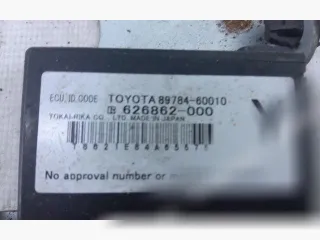 ECU, ID, CODE TOYOTA 89784-60010
626862-000
TOKAI-RIKA CO., LTD. MADE IN JAPAN
No approval number or